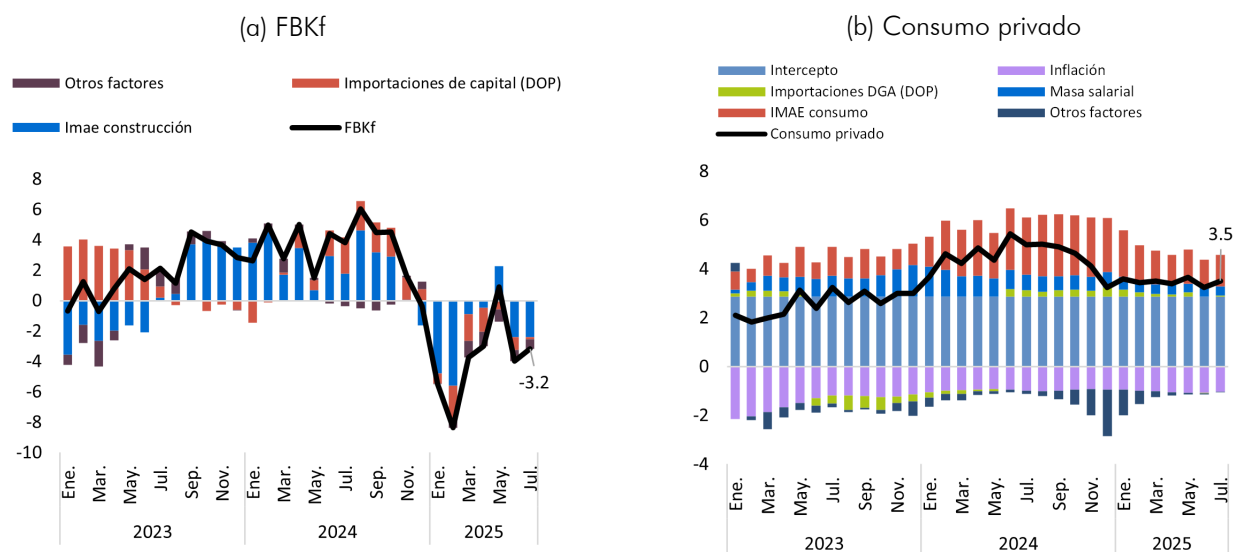 (a) FBKf
Otros factores
Importaciones de capital (DOP)
Imae construcción
FBKf
8
6
4
2
0
-2
-4
-6
-8
-10
-3.2
Ene.
Mar.
May.
Jul.
Sep.
Nov.
Ene.
Mar.
May.
Jul.
Sep.
Nov.
Ene.
Mar.
May.
Jul.
2023
2024
2025
(b) Consumo privado
Intercepto
Inflación
Importaciones DGA (DOP)
Masa salarial
IMAE consumo
Otros factores
Consumo privado
8
6
4
2
0
-2
-4
3.5
Ene.
Mar.
May.
Jul.
Sep.
Nov.
Ene.
Mar.
May.
Jul.
Sep.
Nov.
Ene.
Mar.
May.
Jul.
2023
2024
2025